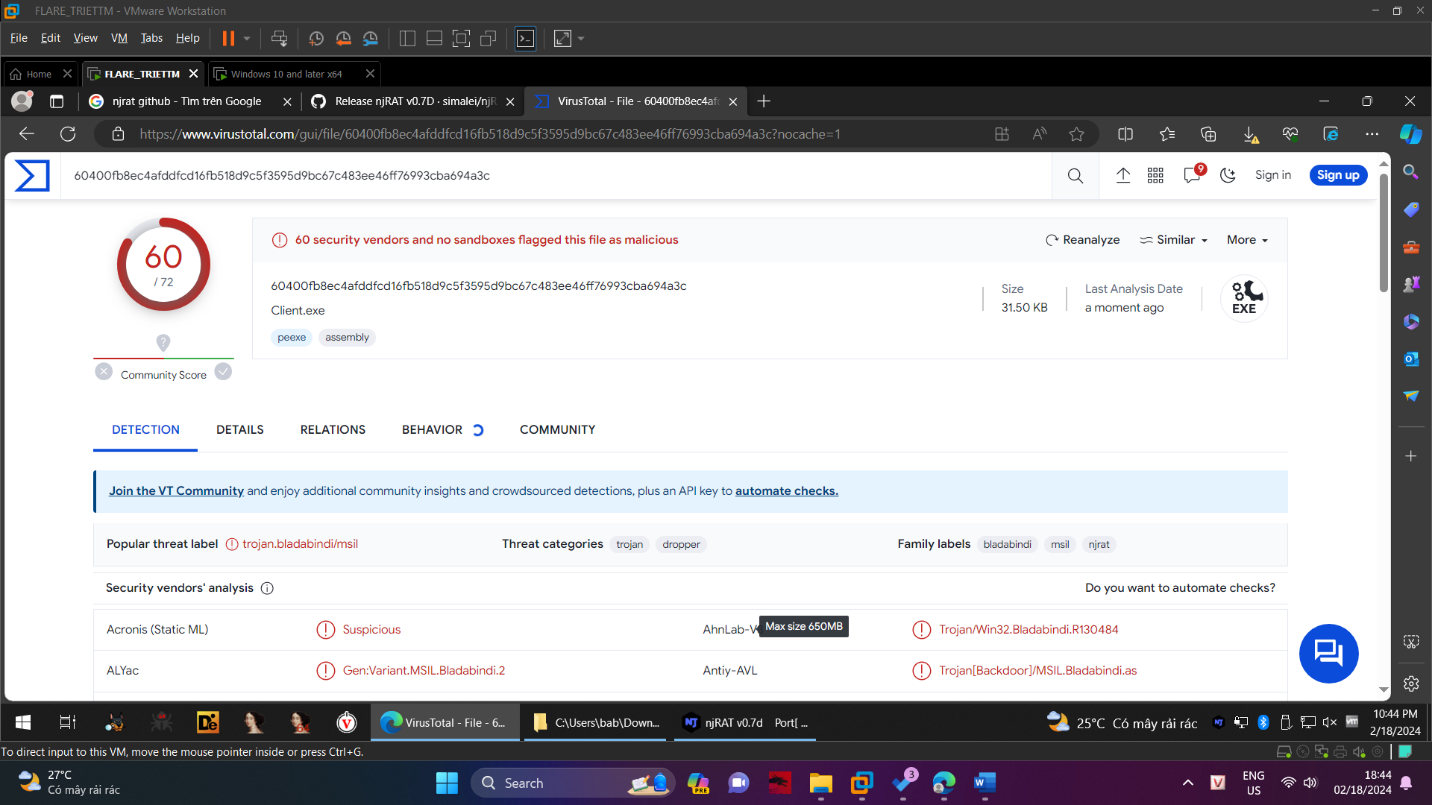 FLARE_TRIETTM - VMware Workstation
File Edit View VM Tabs Help
Home FLARE_TRIETTM Windows 10 and later x64
njrat github - Tìm trên Google Release njRAT v0.7D · simalei/njR VirusTotal - File - 60400fb8ec4afd
https://www.virustotal.com/gui/file/60400fb8ec4afddfcd16fb518d9c5f3595d9bc67c483ee46ff76993cba694a3c?nocache=1
60400fb8ec4afddfcd16fb518d9c5f3595d9bc67c483ee46ff76993cba694a3c
9
Sign in
Sign up
60
/ 72
Community Score
60 security vendors and no sandboxes flagged this file as malicious
Reanalyze Similar More
60400fb8ec4afddfcd16fb518d9c5f3595d9bc67c483ee46ff76993cba694a3c
Client.exe
peexe assembly
Size
31.50 KB
Last Analysis Date
a moment ago
EXE
DETECTION DETAILS RELATIONS BEHAVIOR COMMUNITY
Join the VT Community and enjoy additional community insights and crowdsourced detections, plus an API key to automate checks.
Popular threat label trojan.bladabindi/msil Threat categories trojan dropper Family labels bladabindi msil njrat
Security vendors' analysis Do you want to automate checks?
Acronis (Static ML) Suspicious AhnLab-V Trojan/Win32.Bladabindi.R130484
Max size 650MB
ALYac Gen:Variant.MSIL.Bladabindi.2 Antiy-AVL Trojan[Backdoor]/MSIL.Bladabindi.as
De
VirusTotal - File - 6... C:\Users\bab\Down... NJ njRAT v0.7d Port[ ... 25°C Có mây rải rác
10:44 PM
2/18/2024
To direct input to this VM, move the mouse pointer inside or press Ctrl+G.
27°C
Có mây rải rác
Search
PRE
3
ENG
US
18:44
02/18/2024